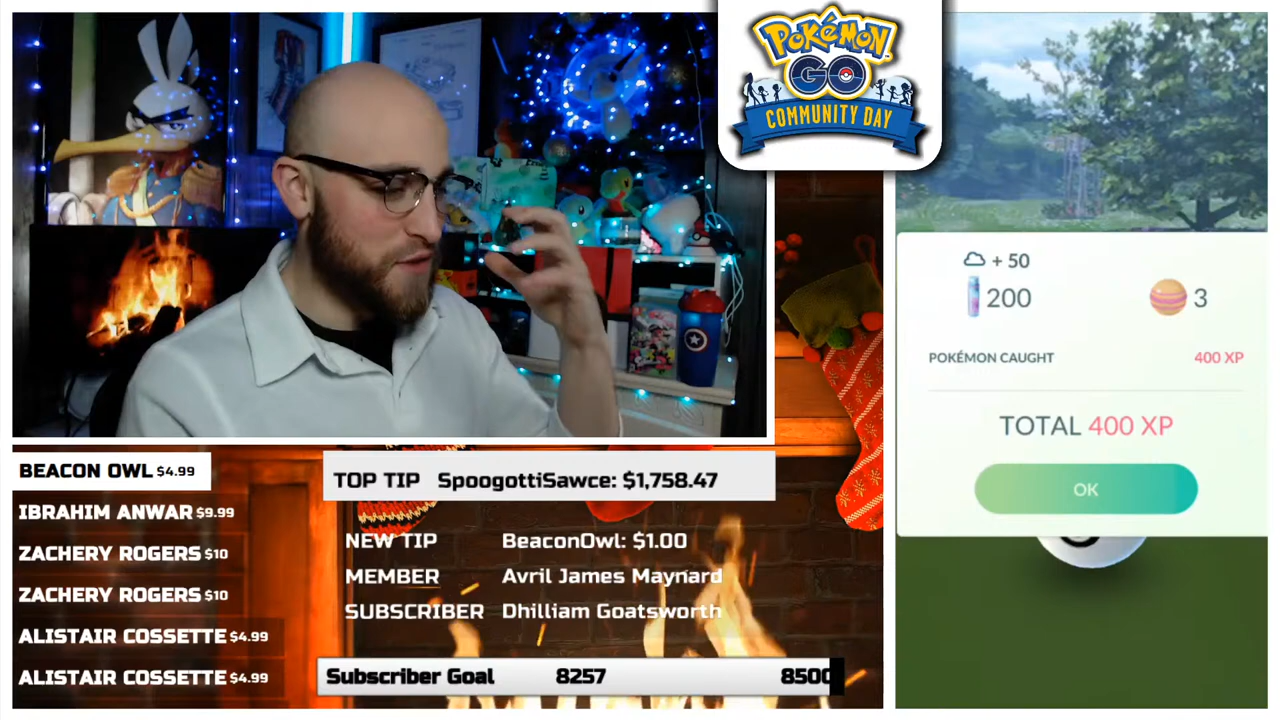 POKÉMON
GO
COMMUNITY DAY
+ 50
200
3
POKÉMON CAUGHT 400 XP
TOTAL 400 XP
OK
BEACON OWL $4.99
IBRAHIM ANWAR $9.99
ZACHERY ROGERS $10
ZACHERY ROGERS $10
ALISTAIR COSSETTE $4.99
ALISTAIR COSSETTE $4.99
TOP TIP SpoogottiSawce: $1,758.47
NEW TIP BeaconOwl: $1.00
MEMBER Avril James Maynard
SUBSCRIBER Dhilliam Goatsworth
Subscriber Goal 8257 8500